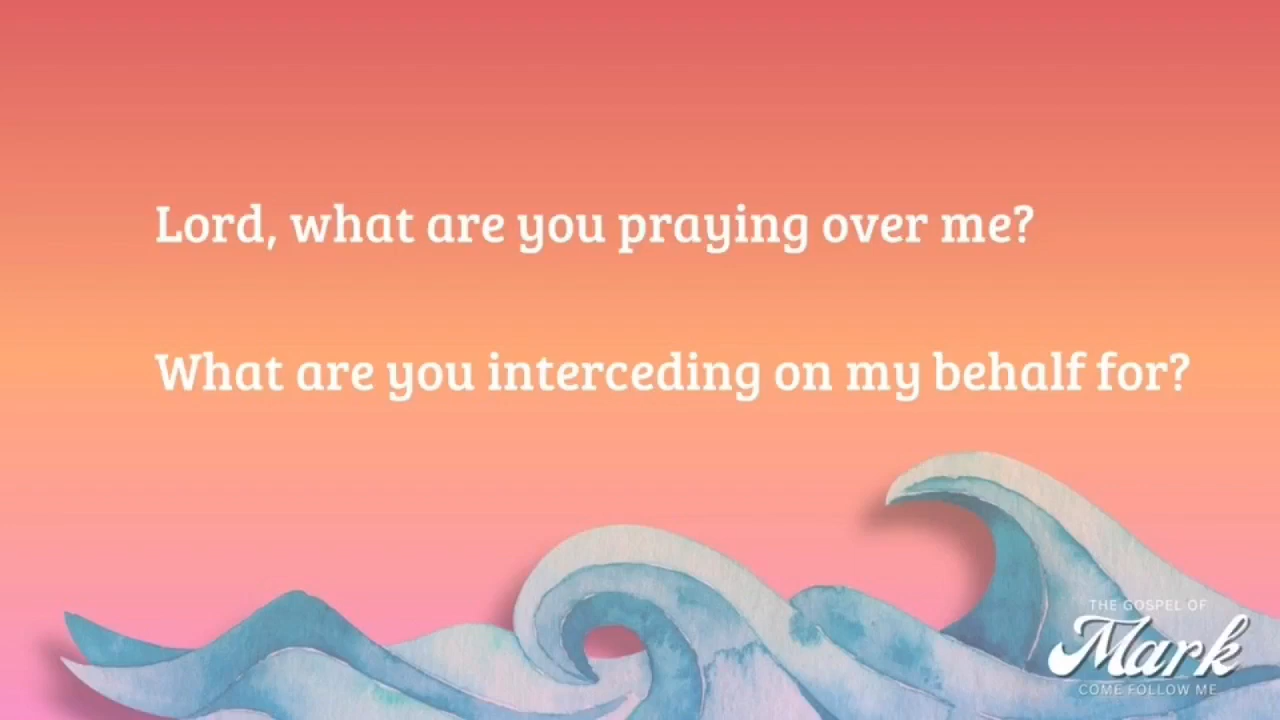 Lord, what are you praying over me?
What are you interceding on my behalf for?
THE GOSPEL OF
Mark
COME FOLLOW ME